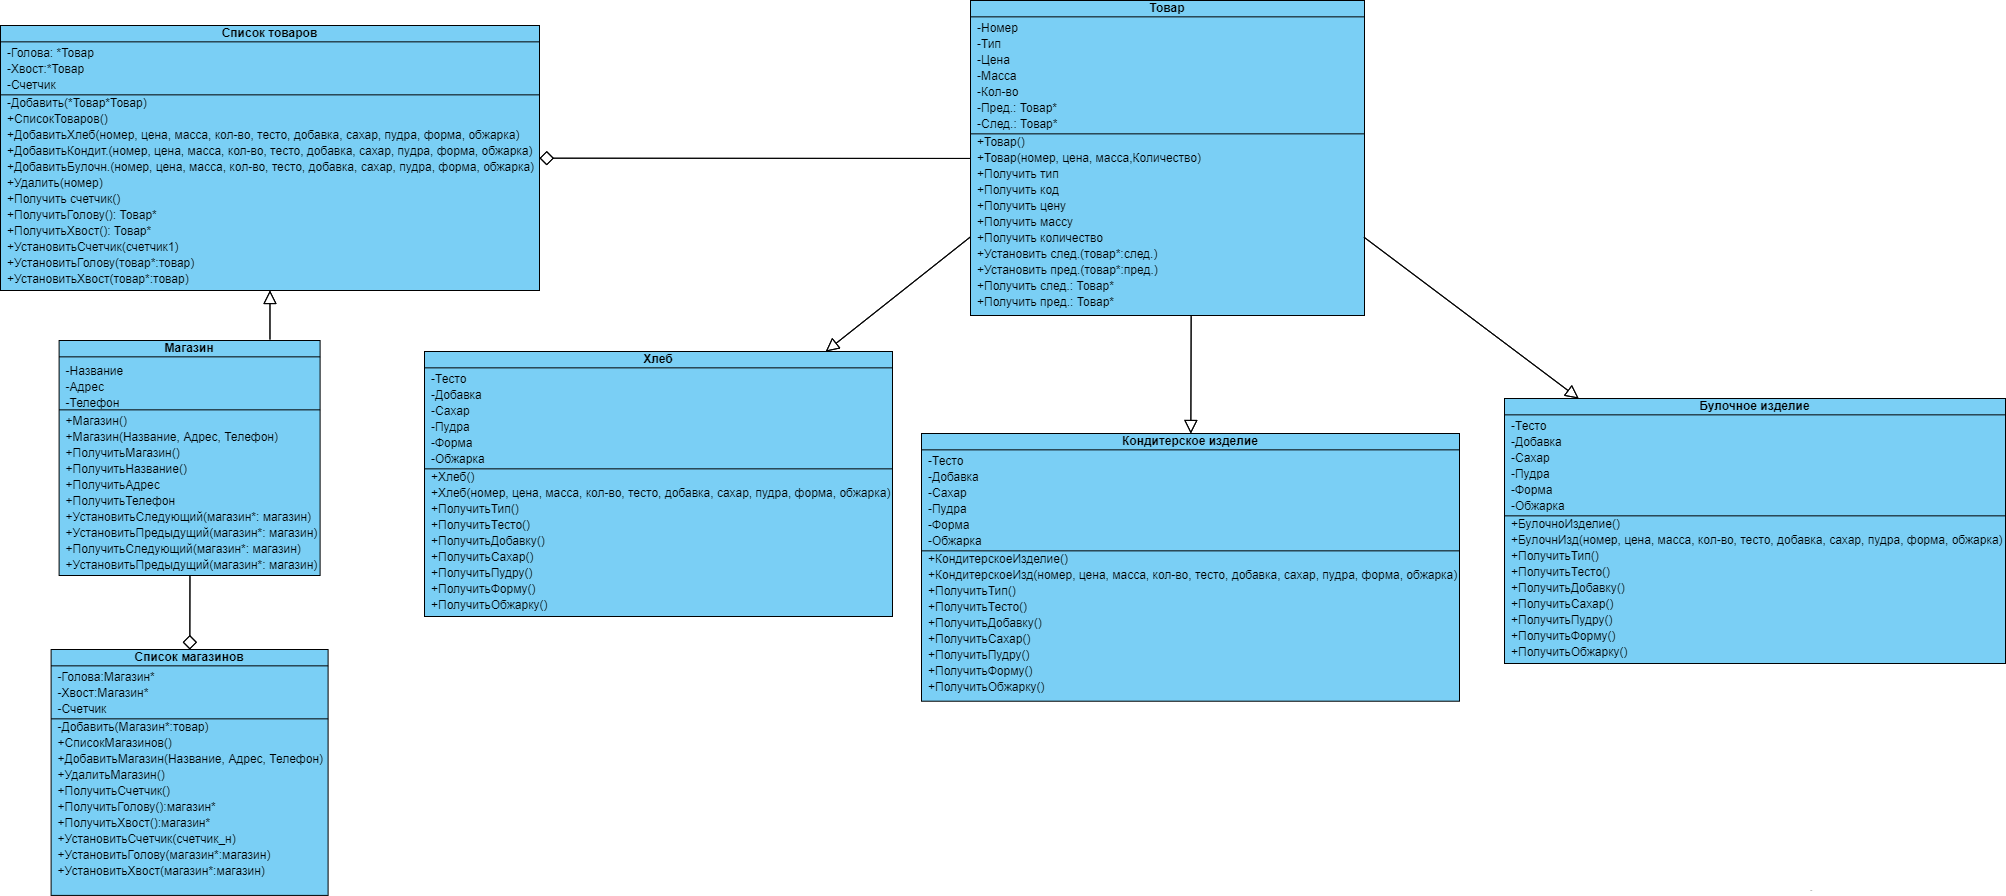 Список товаров
-Голова: *Товар
-Хвост:*Товар
-Счетчик
-Добавить(*Товар*Товар)
+СписокТоваров()
+ДобавитьХлеб(номер, цена, масса, кол-во, тесто, добавка, сахар, пудра, форма, обжарка)
+ДобавитьКондит.(номер, цена, масса, кол-во, тесто, добавка, сахар, пудра, форма, обжарка)
+ДобавитьБулочн.(номер, цена, масса, кол-во, тесто, добавка, сахар, пудра, форма, обжарка)
+Удалить(номер)
+Получить счетчик()
+ПолучитьГолову(): Товар*
+ПолучитьХвост(): Товар*
+УстановитьСчетчик(счетчик1)
+УстановитьГолову(товар*:товар)
+УстановитьХвост(товар*:товар)
Товар
-Номер
-Тип
-Цена
-Масса
-Кол-во
-Пред.: Товар*
-След.: Товар*
+Товар()
+Товар(номер, цена, масса,Количество)
+Получить тип
+Получить код
+Получить цену
+Получить массу
+Получить количество
+Установить след.(товар*:след.)
+Установить пред.(товар*:пред.)
+Получить след.: Товар*
+Получить пред.: Товар*
Магазин
-Название
-Адрес
-Телефон
+Магазин()
+Магазин(Название, Адрес, Телефон)
+ПолучитьМагазин()
+ПолучитьНазвание()
+ПолучитьАдрес
+ПолучитьТелефон
+УстановитьСледующий(магазин*: магазин)
+УстановитьПредыдущий(магазин*: магазин)
+ПолучитьСледующий(магазин*: магазин)
+УстановитьПредыдущий(магазин*: магазин)
Хлеб
-Тесто
-Добавка
-Сахар
-Пудра
-Форма
-Обжарка
+Хлеб()
+Хлеб(номер, цена, масса, кол-во, тесто, добавка, сахар, пудра, форма, обжарка)
+ПолучитьТип()
+ПолучитьТесто()
+ПолучитьДобавку()
+ПолучитьСахар()
+ПолучитьПудру()
+ПолучитьФорму()
+ПолучитьОбжарку()
Кондитерское изделие
-Тесто
-Добавка
-Сахар
-Пудра
-Форма
-Обжарка
+КондитерскоеИзделие()
+КондитерскоеИзд(номер, цена, масса, кол-во, тесто, добавка, сахар, пудра, форма, обжарка)
+ПолучитьТип()
+ПолучитьТесто()
+ПолучитьДобавку()
+ПолучитьСахар()
+ПолучитьПудру()
+ПолучитьФорму()
+ПолучитьОбжарку()
Булочное изделие
-Тесто
-Добавка
-Сахар
-Пудра
-Форма
-Обжарка
+БулочноИзделие()
+БулочнИзд(номер, цена, масса, кол-во, тесто, добавка, сахар, пудра, форма, обжарка)
+ПолучитьТип()
+ПолучитьТесто()
+ПолучитьДобавку()
+ПолучитьСахар()
+ПолучитьПудру()
+ПолучитьФорму()
+ПолучитьОбжарку()
Список магазинов
-Голова:Магазин*
-Хвост:Магазин*
-Счетчик
-Добавить(Магазин*:товар)
+СписокМагазинов()
+ДобавитьМагазин(Название, Адрес, Телефон)
+УдалитьМагазин()
+ПолучитьСчетчик()
+ПолучитьГолову():магазин*
+ПолучитьХвост():магазин*
+УстановитьСчетчик(счетчик_н)
+УстановитьГолову(магазин*:магазин)
+УстановитьХвост(магазин*:магазин)